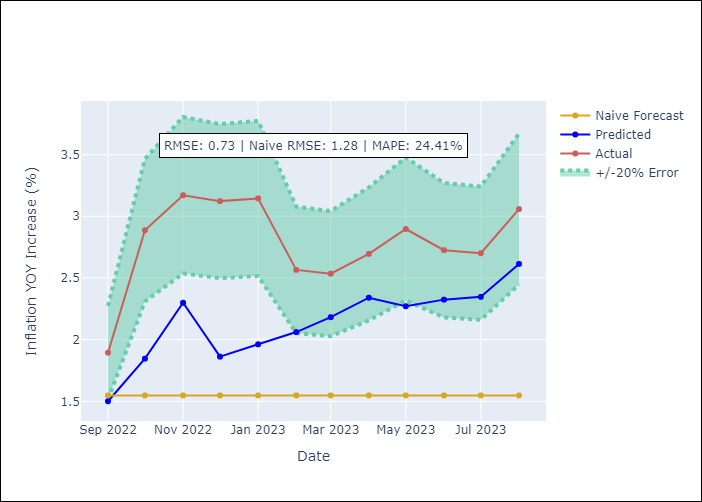 RMSE: 0.73 | Naive RMSE: 1.28 | MAPE: 24.41%
Naive Forecast
Predicted
Actual
+/-20% Error
Inflation YOY Increase (%)
3.5
3
2.5
2
1.5
Sep 2022
Nov 2022
Jan 2023
Mar 2023
May 2023
Jul 2023
Date